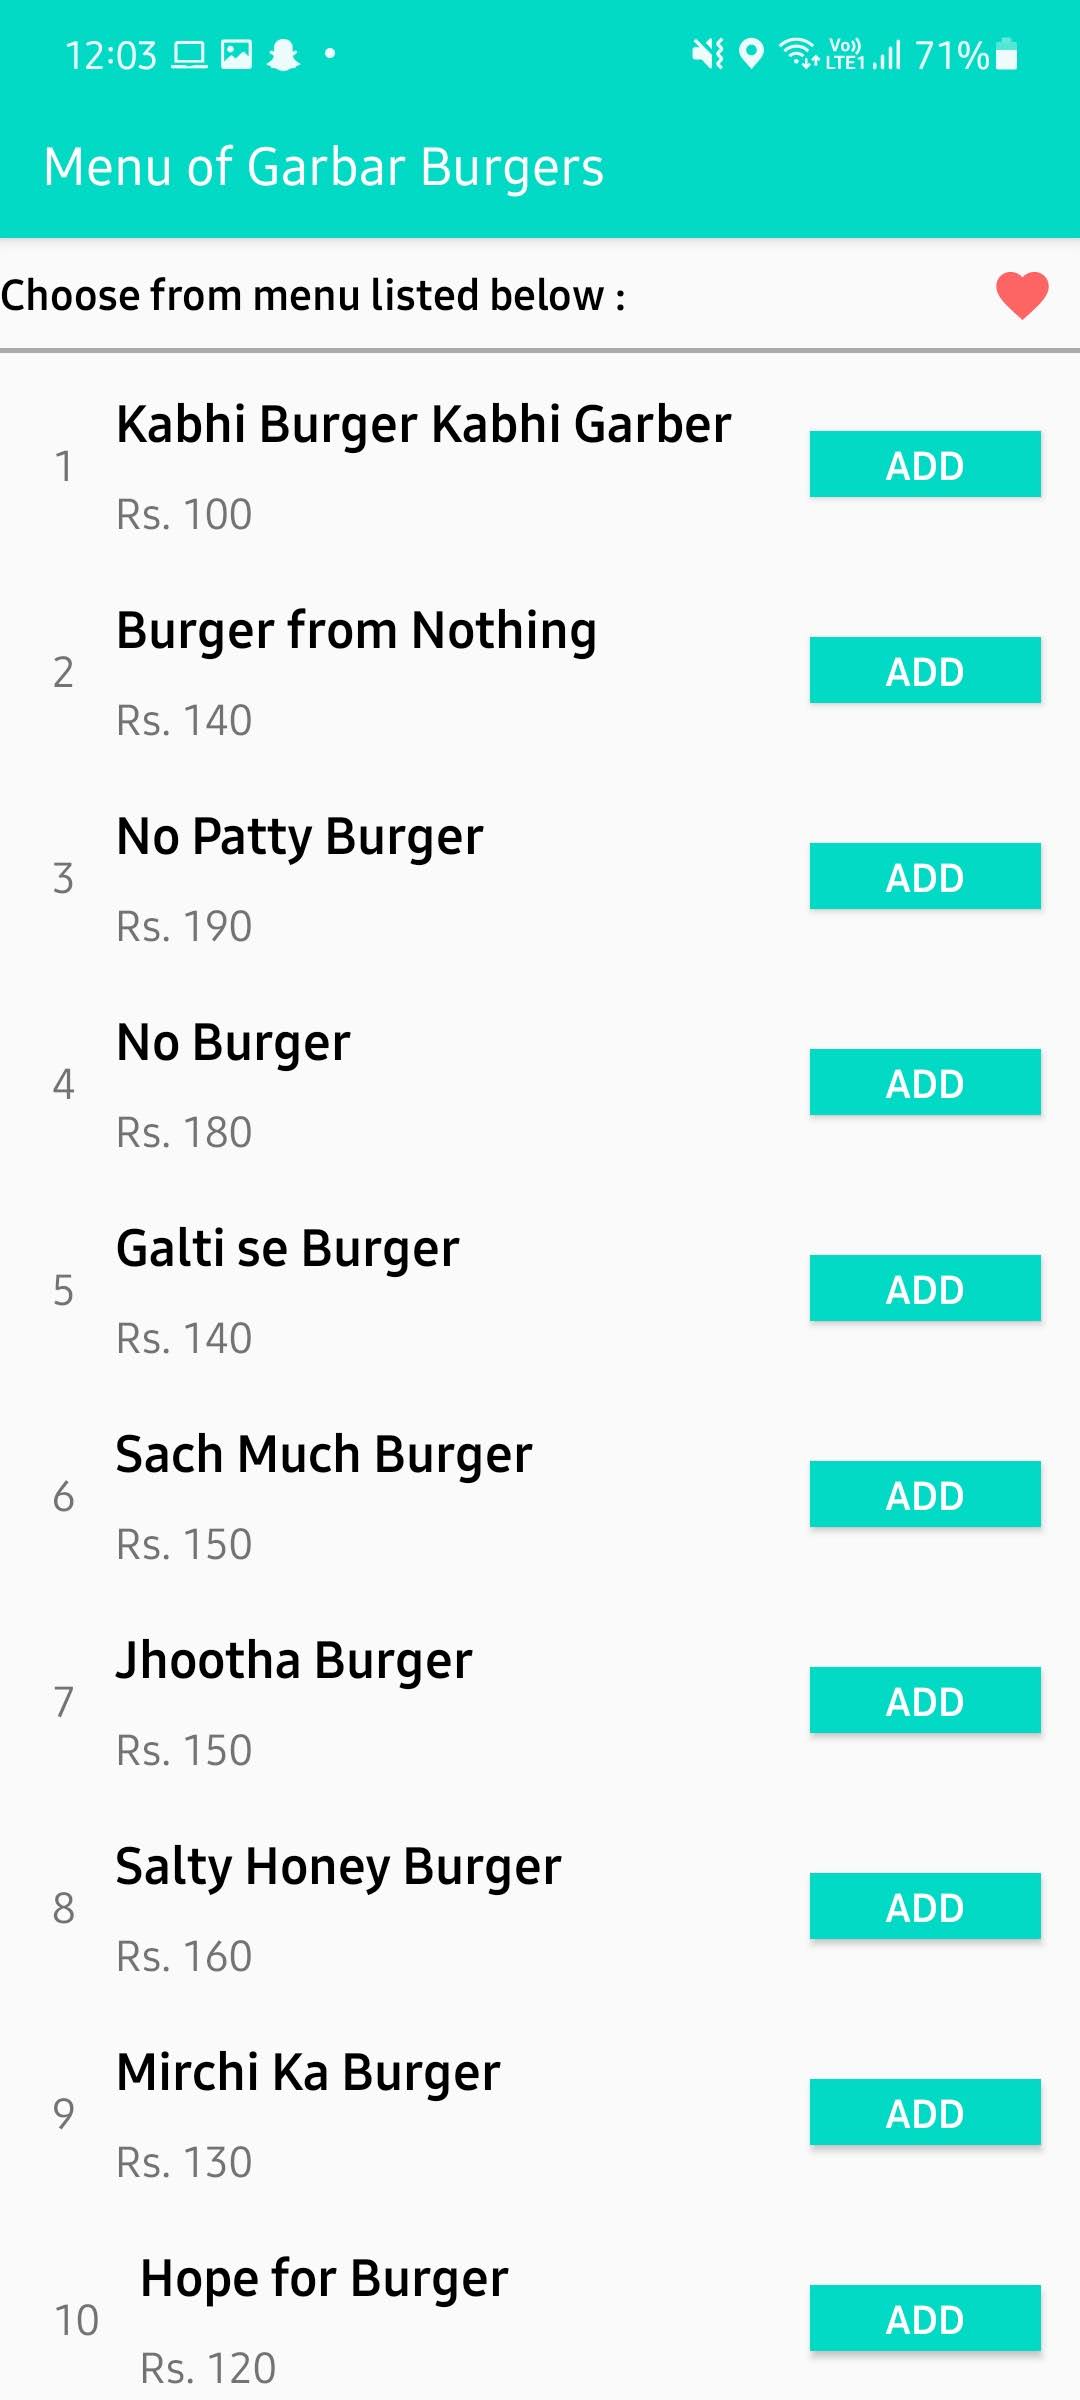 12:03 Vo)) LTE1 71%
Menu of Garbar Burgers
Choose from menu listed below :
Kabhi Burger Kabhi Garber
1 ADD
Rs. 100
Burger from Nothing
2 ADD
Rs. 140
No Patty Burger
3 ADD
Rs. 190
No Burger
4 ADD
Rs. 180
Galti se Burger
5 ADD
Rs. 140
Sach Much Burger
6 ADD
Rs. 150
Jhootha Burger
7 ADD
Rs. 150
Salty Honey Burger
8 ADD
Rs. 160
Mirchi Ka Burger
9 ADD
Rs. 130
Hope for Burger
10 ADD
Rs. 120